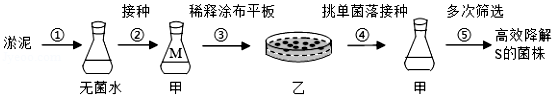 接种 稀释涂布平板 挑单菌落接种 多次筛选
淤泥 ① ② M ③ ④ ⑤ 高效降解
S的菌株
无菌水 甲 乙 甲